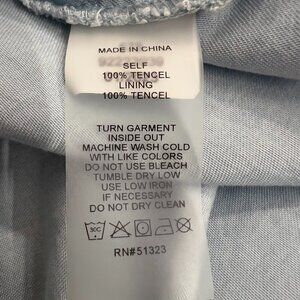 MADE IN CHINA
SELF
100% TENCEL
LINING
100% TENCEL
TURN GARMENT
INSIDE OUT
MACHINE WASH COLD
WITH LIKE COLORS
DO NOT USE BLEACH
TUMBLE DRY LOW
USE LOW IRON
IF NECESSARY
DO NOT DRY CLEAN
30C
RN#51323